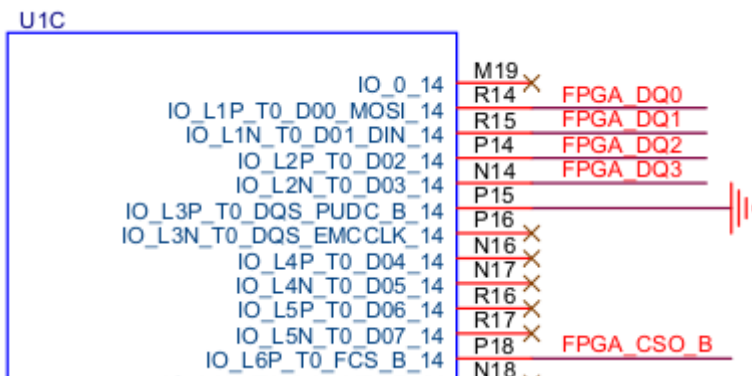 U1C
IO_0_14 M19
IO_L1P_T0_D00_MOSI_14 R14 FPGA_DQ0
IO_L1N_T0_D01_DIN_14 R15 FPGA_DQ1
IO_L2P_T0_D02_14 P14 FPGA_DQ2
IO_L2N_T0_D03_14 N14 FPGA_DQ3
IO_L3P_T0_DQS_PUDC_B_14 P15
IO_L3N_T0_DQS_EMCCLK_14 P16
IO_L4P_T0_D04_14 N16
IO_L4N_T0_D05_14 N17
IO_L5P_T0_D06_14 R16
IO_L5N_T0_D07_14 R17
IO_L6P_T0_FCS_B_14 P18 FPGA_CSO_B
N18